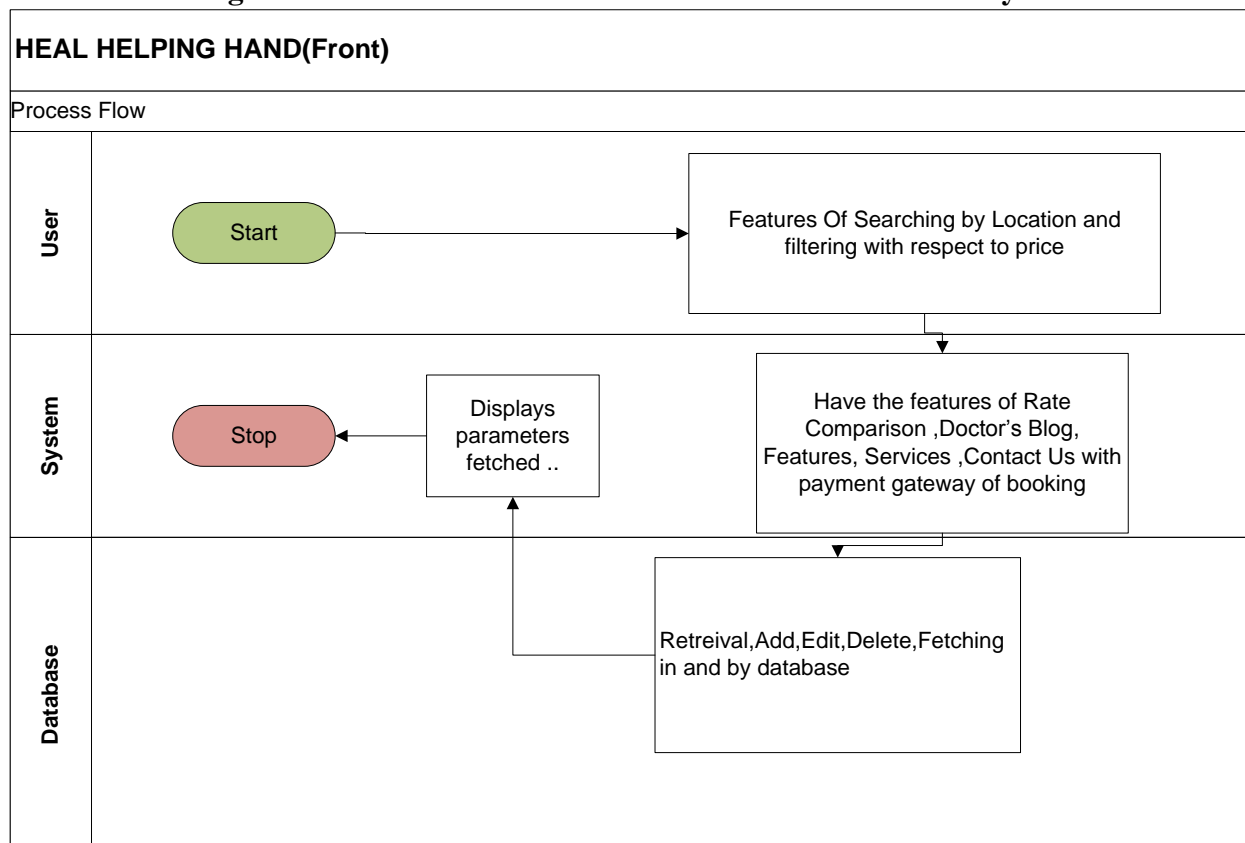 HEAL HELPING HAND(Front)
Process Flow
User
Start
Features Of Searching by Location and
filtering with respect to price
System
Stop
Displays
parameters
fetched ..
Have the features of Rate
Comparison ,Doctor’s Blog,
Features, Services ,Contact Us with
payment gateway of booking
Database
Retreival,Add,Edit,Delete,Fetching
in and by database